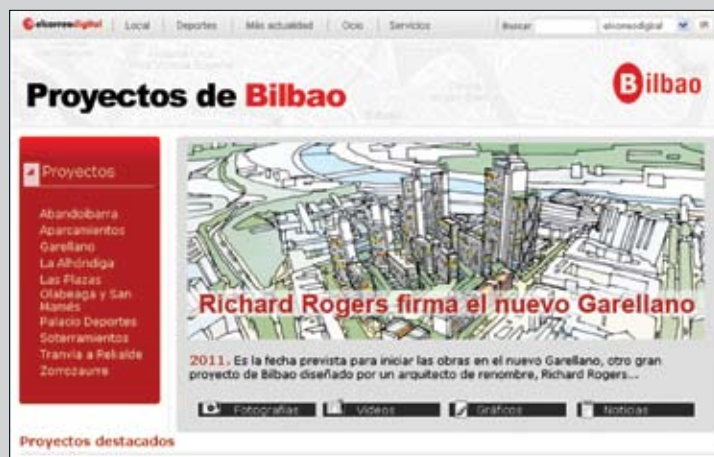 elcorreodigital Local Deportes Más actualidad Ocio Servicios Buscar elcorreodigital IR
Proyectos de Bilbao
Bilbao
Proyectos
Abandoibarra
Aparcamientos
Garellano
La Alhóndiga
Las Plazas
Olabeaga y San
Mamés
Palacio Deportes
Soterramientos
Tranvía a Rekalde
Zorrozaurre
Richard Rogers firma el nuevo Garellano
2011. Es la fecha prevista para iniciar las obras en el nuevo Garellano, otro gran
proyecto de Bilbao diseñado por un arquitecto de renombre, Richard Rogers...
Fotografías Vídeos Gráficos Noticias
Proyectos destacados